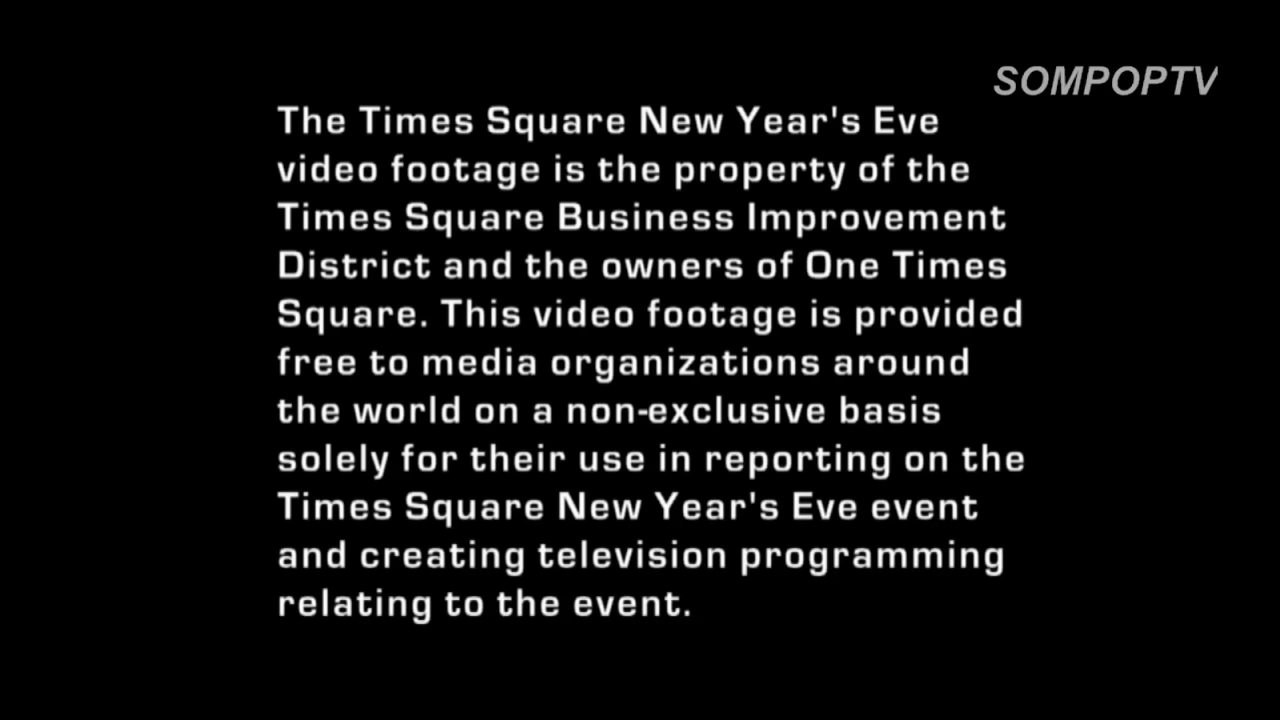 SOMPOPTV
The Times Square New Year's Eve
video footage is the property of the
Times Square Business Improvement
District and the owners of One Times
Square. This video footage is provided
free to media organizations around
the world on a non-exclusive basis
solely for their use in reporting on the
Times Square New Year's Eve event
and creating television programming
relating to the event.